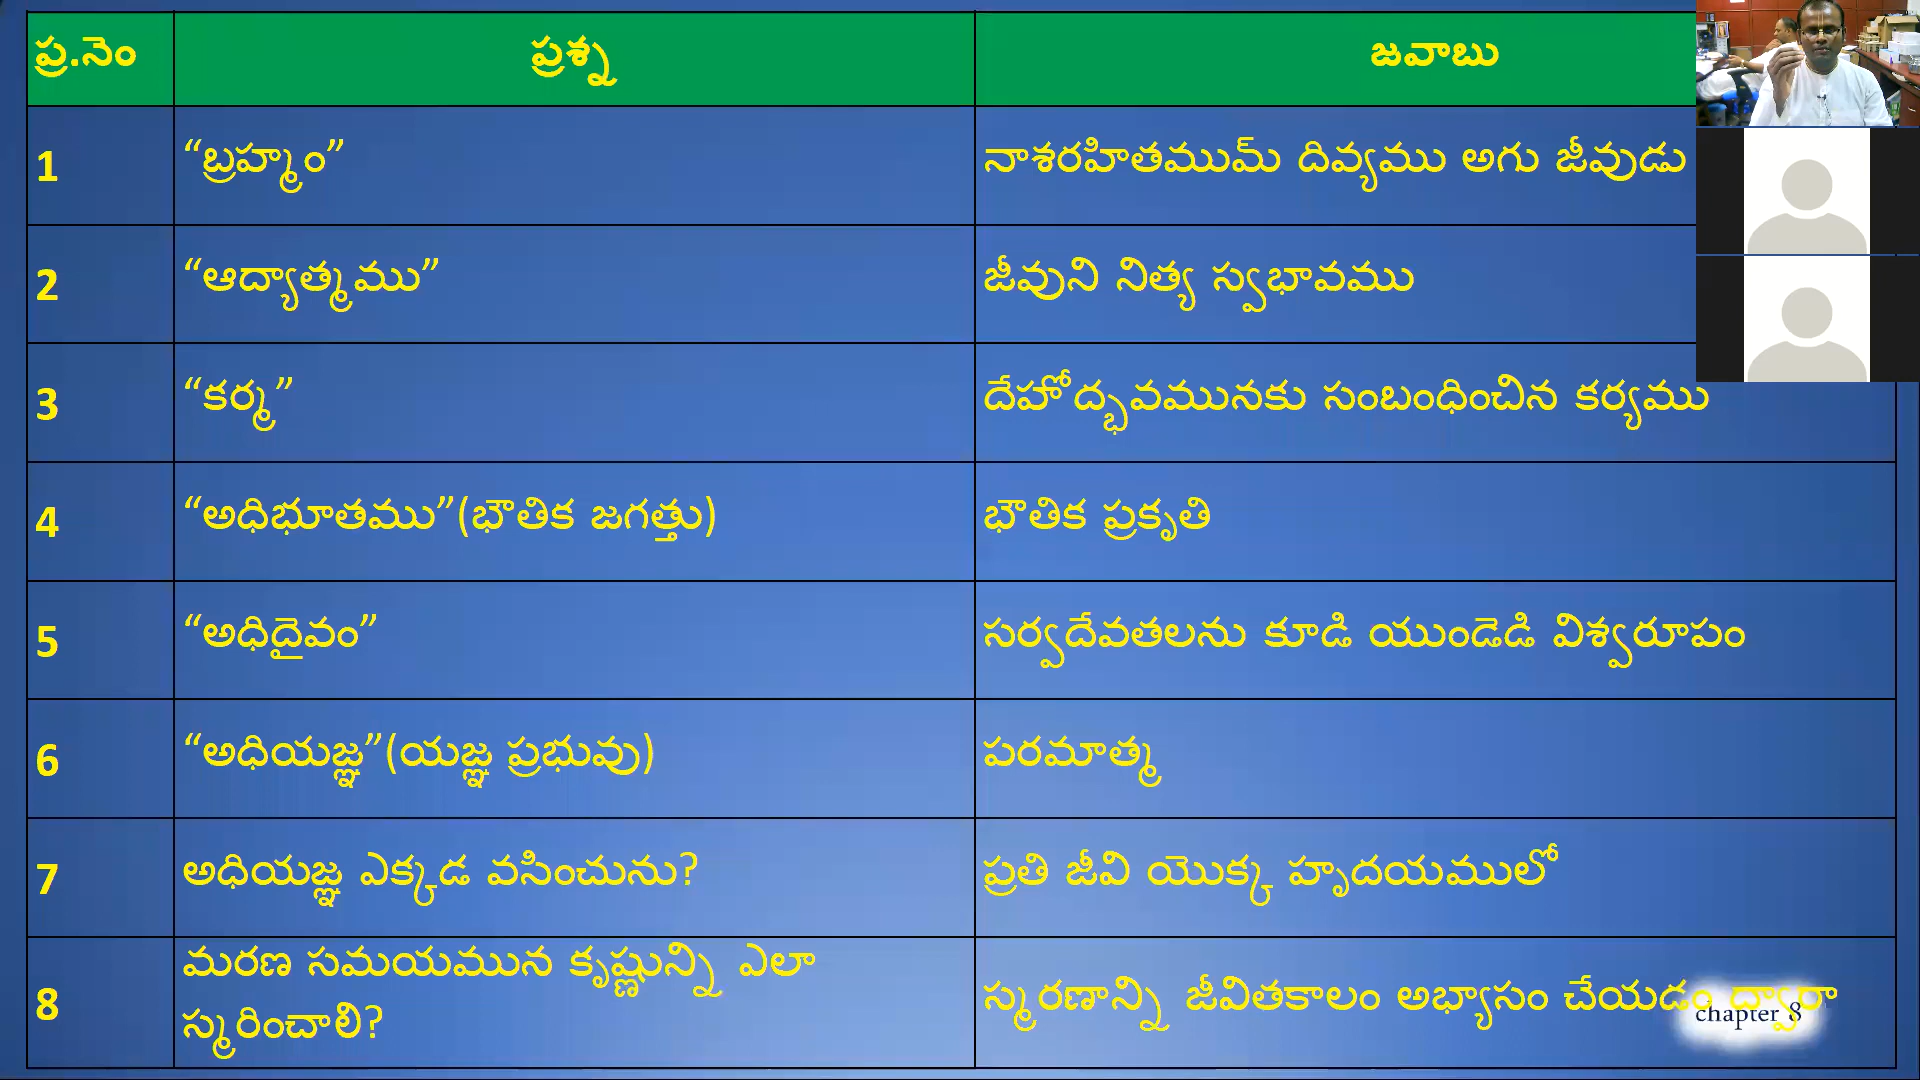 ప్ర.నెం ప్రశ్న జవాబు
1 “బ్రహ్మం” నాశరహితముమ్ దివ్యము అగు జీవుడు
2 “ఆద్యాత్మము” జీవుని నిత్య స్వభావము
3 “కర్మ” దేహోద్భవమునకు సంబంధించిన కర్యము
4 “అధిభూతము”(భౌతిక జగత్తు) భౌతిక ప్రకృతి
5 “అధిదైవం” సర్వదేవతలను కూడి యుండెడి విశ్వరూపం
6 “అధియజ్ఞ”(యజ్ఞ ప్రభువు) పరమాత్మ
7 అధియజ్ఞ ఎక్కడ వసించును? ప్రతి జీవి యొక్క హృదయములో
8 మరణ సమయమున కృష్ణున్ని ఎలా
స్మరించాలి? స్మరణాన్ని జీవితకాలం అభ్యాసం చేయడం ద్వారా
chapter 8